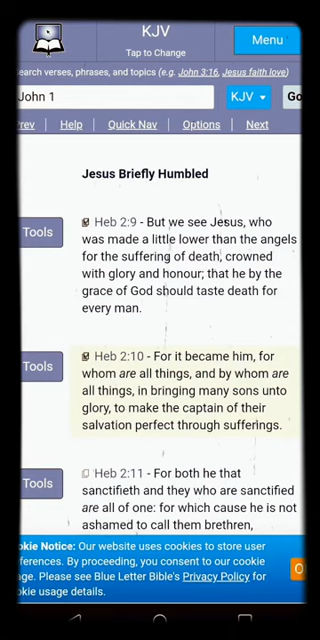 KJV
Tap to Change
Menu
earch verses, phrases, and topics (e.g. John 3:16, Jesus faith love)
John 1
KJV
Go
Prev Help Quick Nav Options Next
Jesus Briefly Humbled
Tools
Heb 2:9 - But we see Jesus, who
was made a little lower than the angels
for the suffering of death, crowned
with glory and honour; that he by the
grace of God should taste death for
every man.
Tools
Heb 2:10 - For it became him, for
whom are all things, and by whom are
all things, in bringing many sons unto
glory, to make the captain of their
salvation perfect through sufferings.
Tools
Heb 2:11 - For both he that
sanctifieth and they who are sanctified
are all of one: for which cause he is not
ashamed to call them brethren,
okie Notice: Our website uses cookies to store user
ferences. By proceeding, you consent to our cookie
age. Please see Blue Letter Bible's Privacy Policy for
okie usage details.